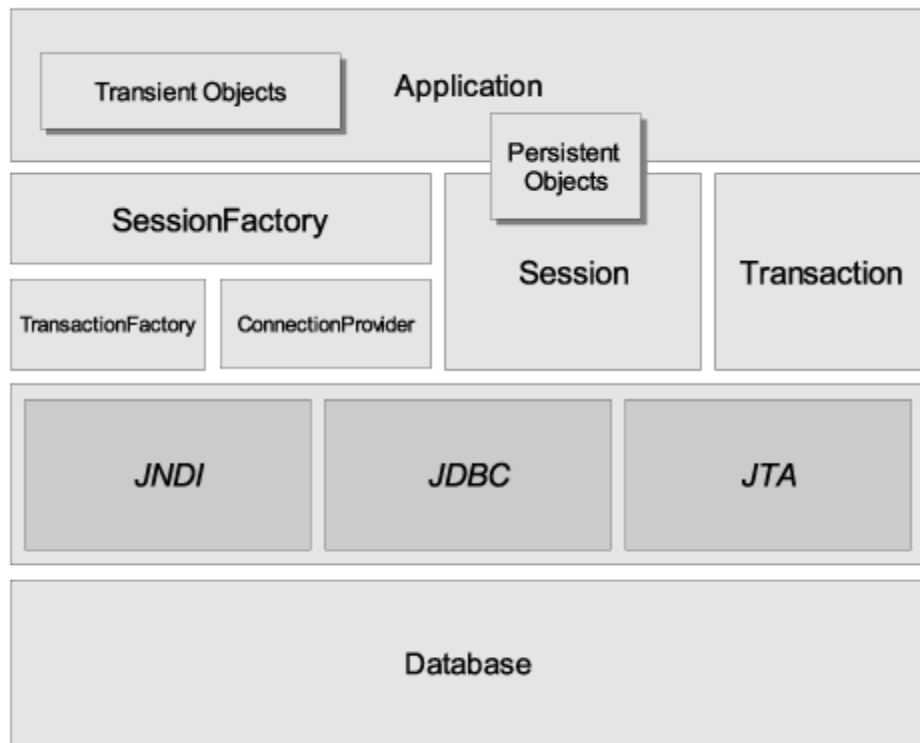 Transient Objects
Application
Persistent
Objects
SessionFactory
Session
Transaction
TransactionFactory
ConnectionProvider
JNDI
JDBC
JTA
Database